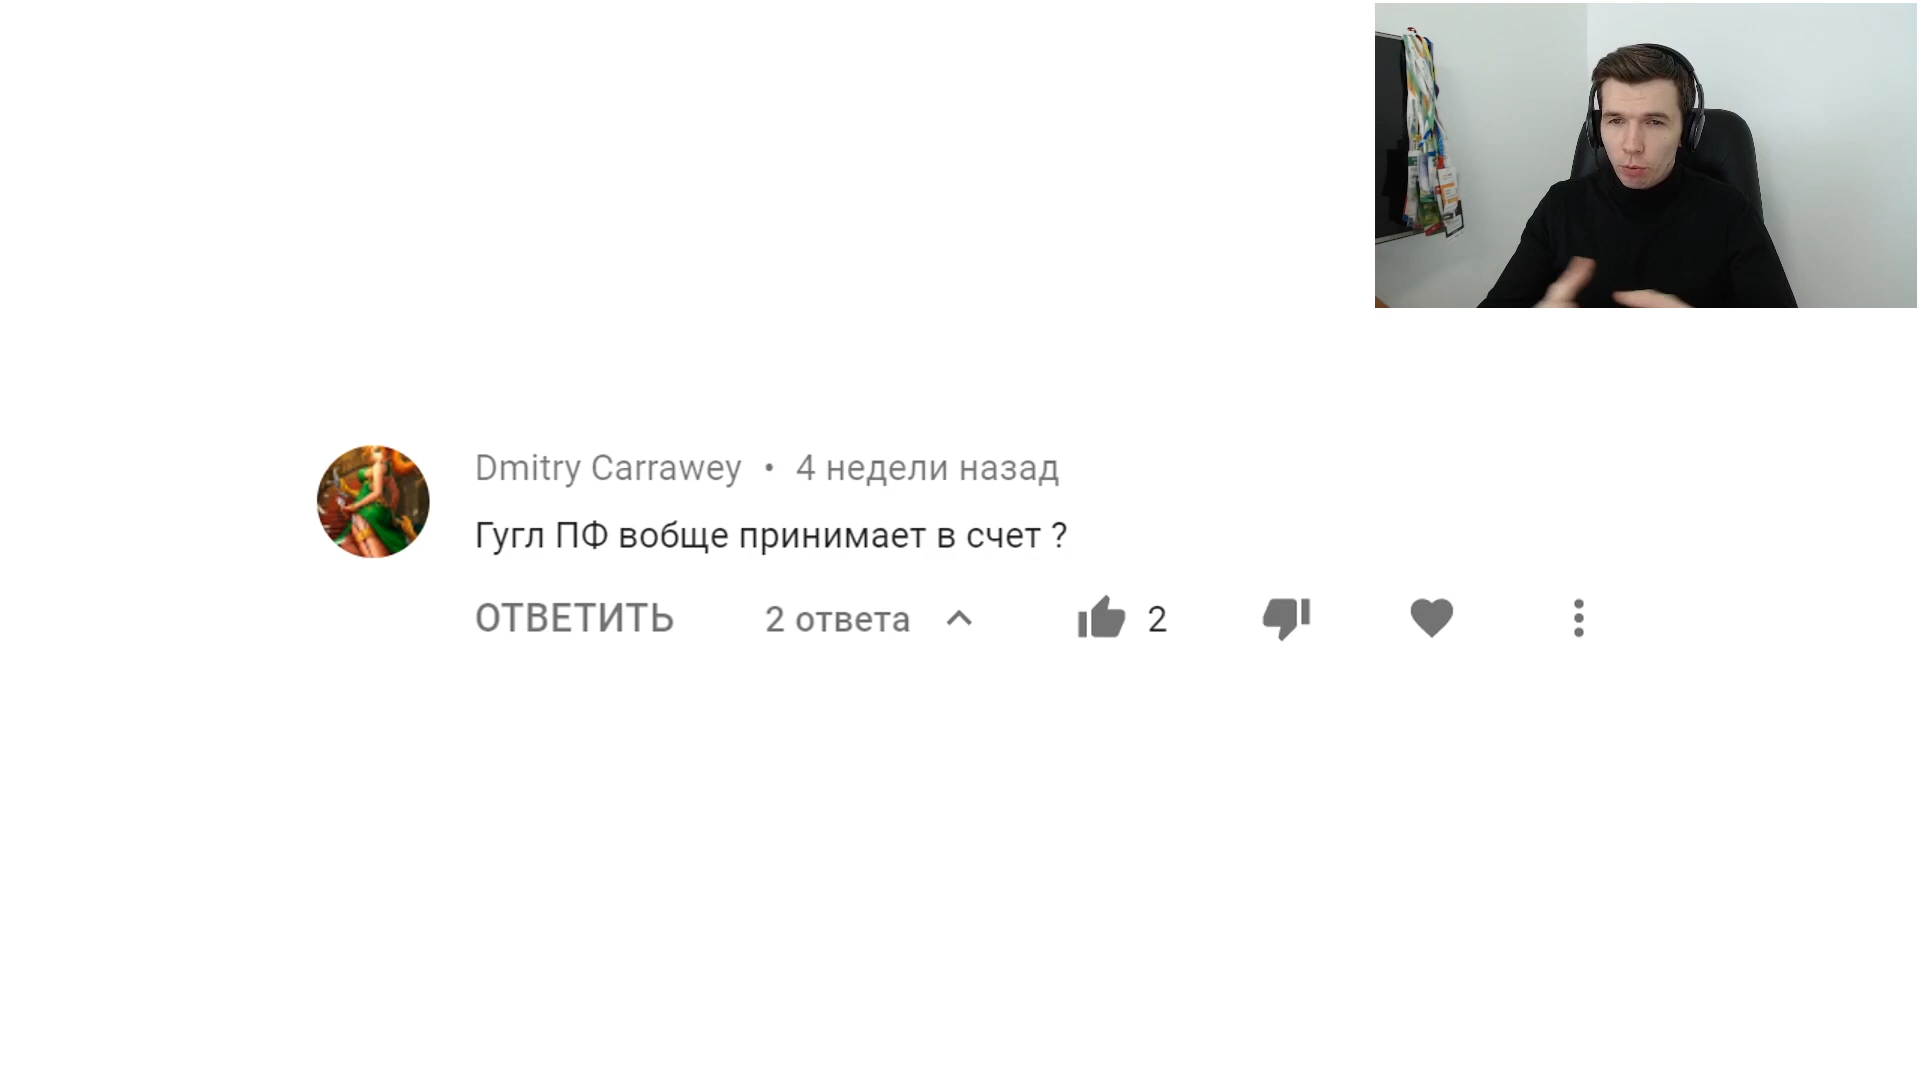 Dmitry Carrawey • 4 недели назад
Гугл ПФ вобще принимает в счет ?
ОТВЕТИТЬ 2 ответа 2